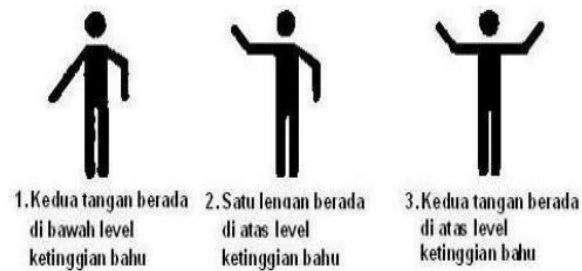 1.Kedua tangan berada
di bawah level
ketinggian bahu
2.Satu lengan berada
di atas level
ketinggian bahu
3.Kedua tangan berada
di atas level
ketinggian bahu